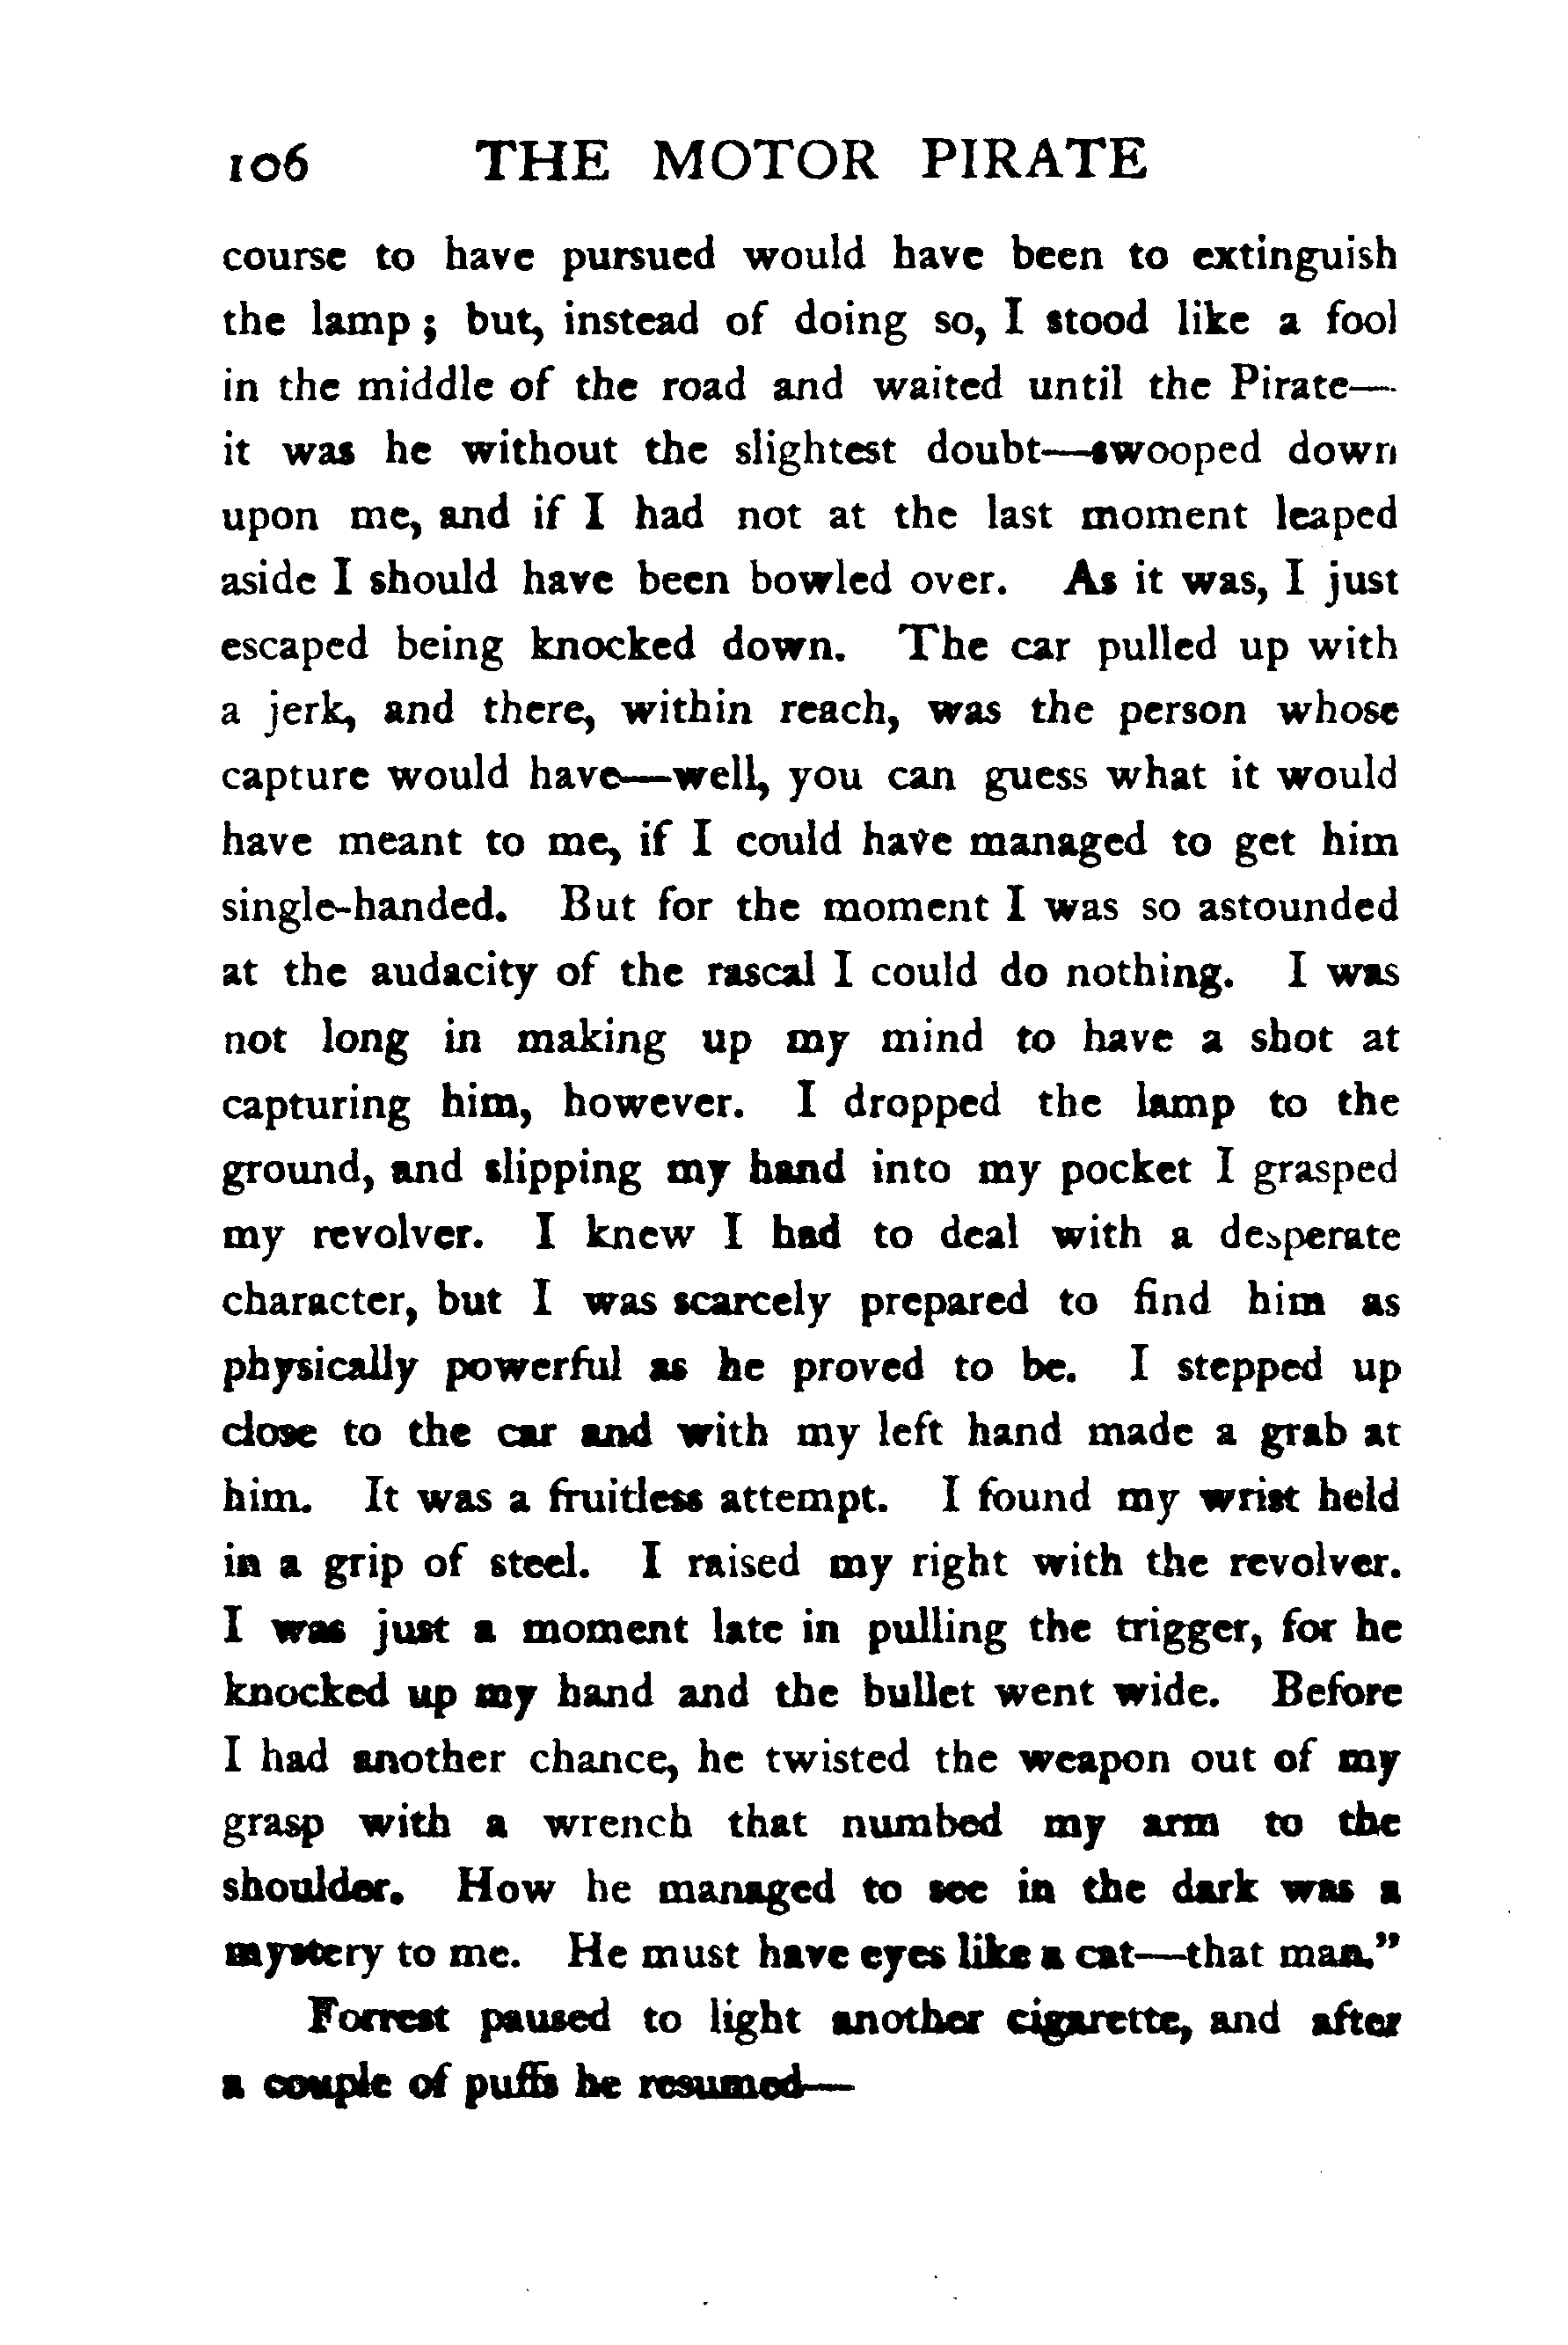 106 THE MOTOR PIRATE
course to have pursued would have been to extinguish
the lamp; but, instead of doing so, I stood like a fool
in the middle of the road and waited until the Pirate—
it was he without the slightest doubt—swooped down
upon me, and if I had not at the last moment leaped
aside I should have been bowled over. As it was, I just
escaped being knocked down. The car pulled up with
a jerk, and there, within reach, was the person whose
capture would have—well, you can guess what it would
have meant to me, if I could have managed to get him
single-handed. But for the moment I was so astounded
at the audacity of the rascal I could do nothing. I was
not long in making up my mind to have a shot at
capturing him, however. I dropped the lamp to the
ground, and slipping my hand into my pocket I grasped
my revolver. I knew I had to deal with a desperate
character, but I was scarcely prepared to find him as
physically powerful as he proved to be. I stepped up
close to the car and with my left hand made a grab at
him. It was a fruitless attempt. I found my wrist held
in a grip of steel. I raised my right with the revolver.
I was just a moment late in pulling the trigger, for he
knocked up my hand and the bullet went wide. Before
I had another chance, he twisted the weapon out of my
grasp with a wrench that numbed my arm to the
shoulder. How he managed to see in the dark was a
mystery to me. He must have eyes like a cat—that man."
Forrest paused to light another cigarette, and after
a couple of puffs he resumed—